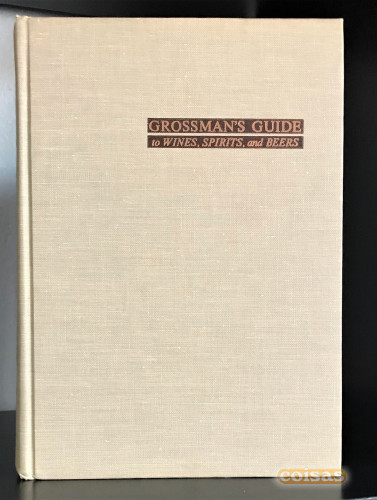 GROSSMAN'S GUIDE
to WINES, SPIRITS, and BEERS
coisas